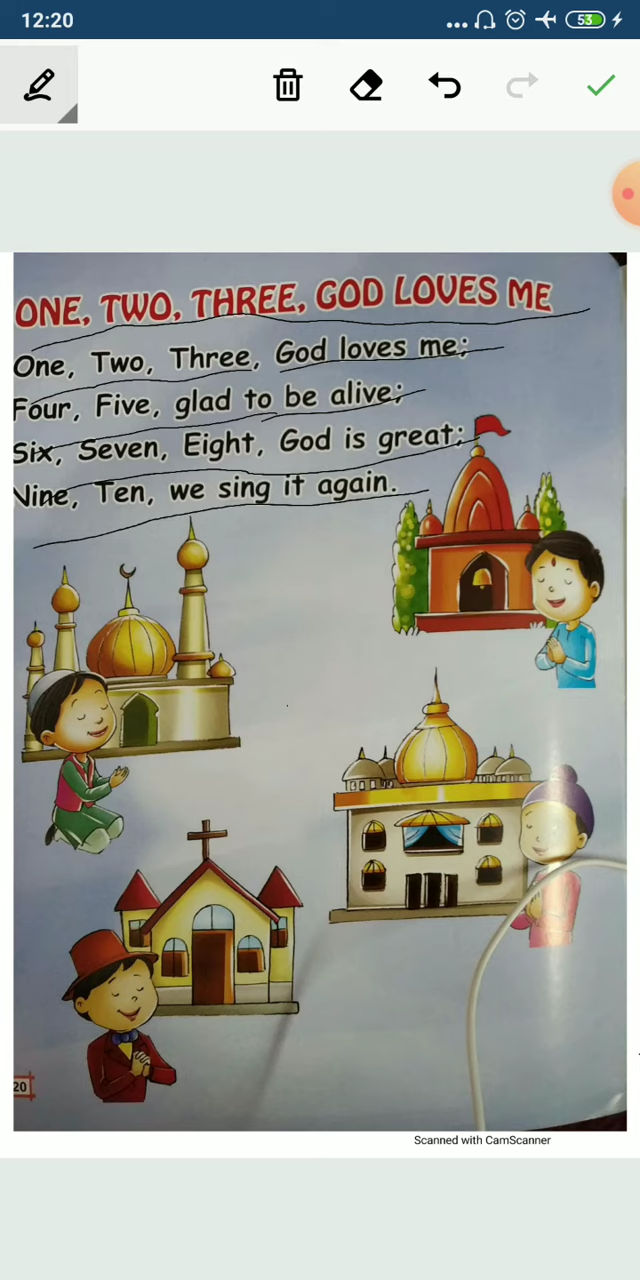 12:20
53
ONE, TWO, THREE, GOD LOVES ME
One, Two, Three, God loves me;
Four, Five, glad to be alive;
Six, Seven, Eight, God is great;
Nine, Ten, we sing it again.
20
Scanned with CamScanner